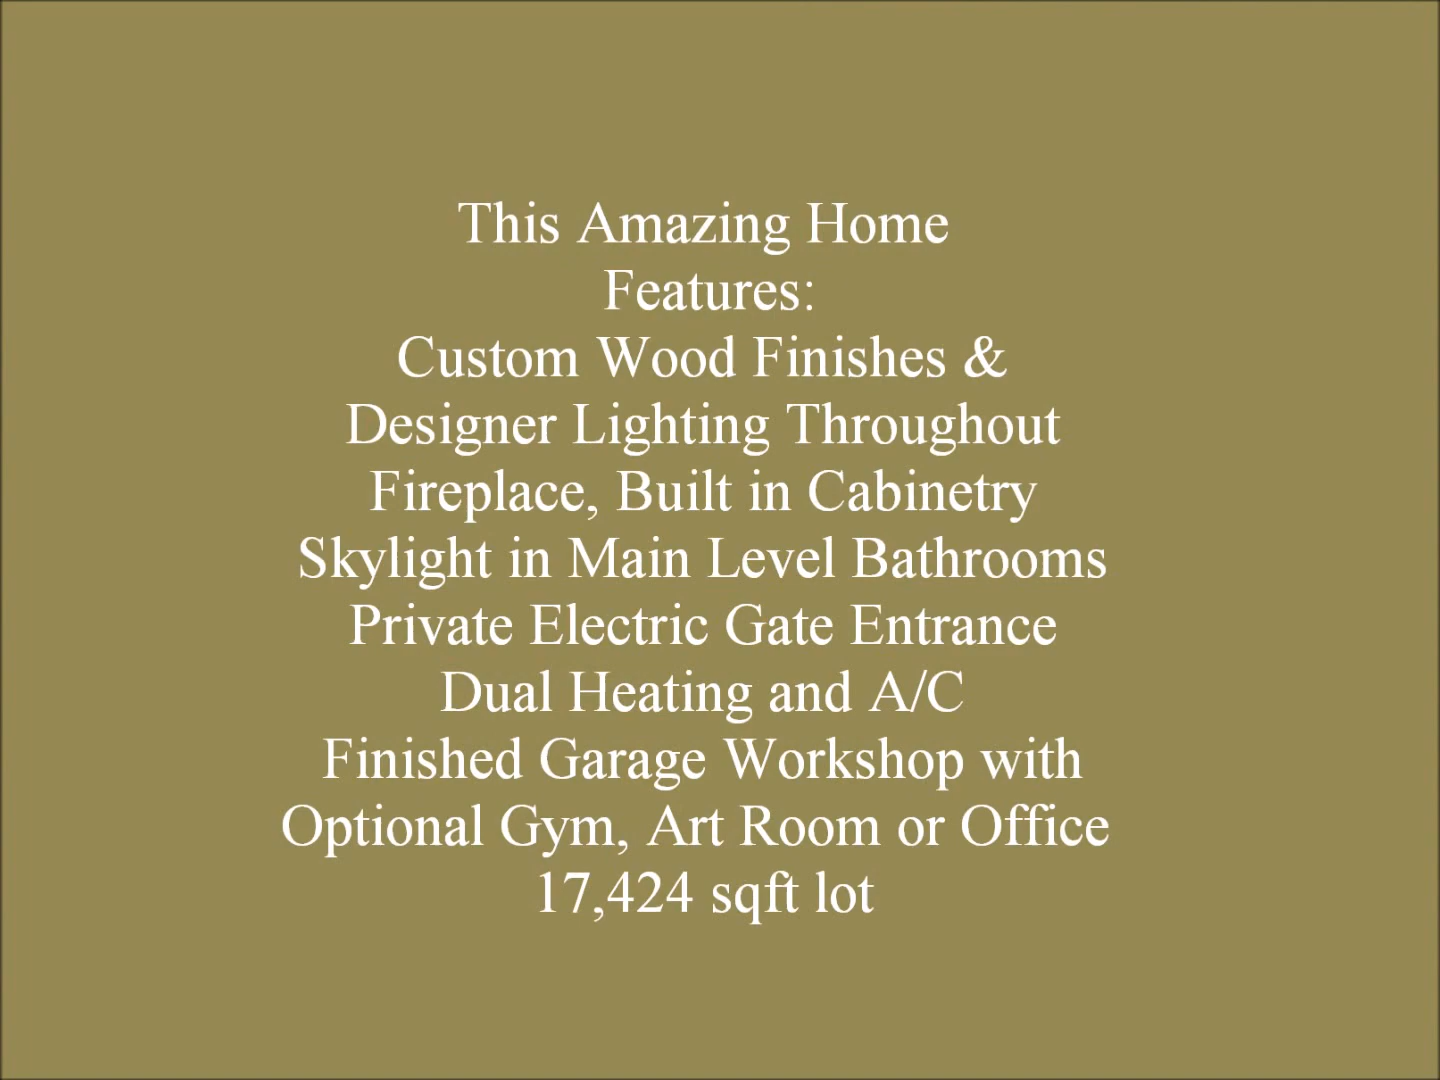 This Amazing Home
Features:
Custom Wood Finishes &
Designer Lighting Throughout
Fireplace, Built in Cabinetry
Skylight in Main Level Bathrooms
Private Electric Gate Entrance
Dual Heating and A/C
Finished Garage Workshop with
Optional Gym, Art Room or Office
17,424 sqft lot